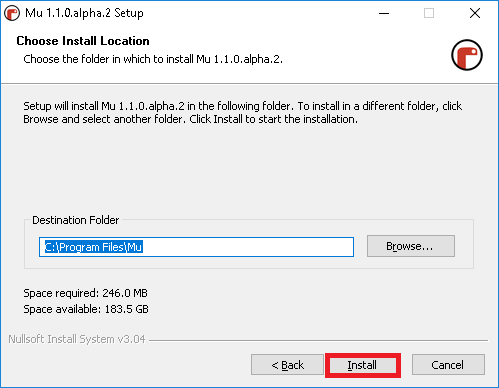 Mu 1.1.0.alpha.2 Setup
Choose Install Location
Choose the folder in which to install Mu 1.1.0.alpha.2.
Setup will install Mu 1.1.0.alpha.2 in the following folder. To install in a different folder, click
Browse and select another folder. Click Install to start the installation.
Destination Folder
C:\Program Files\Mu
Browse...
Space required: 246.0 MB
Space available: 183.5 GB
Nullsoft Install System v3.04
< Back
Install
Cancel